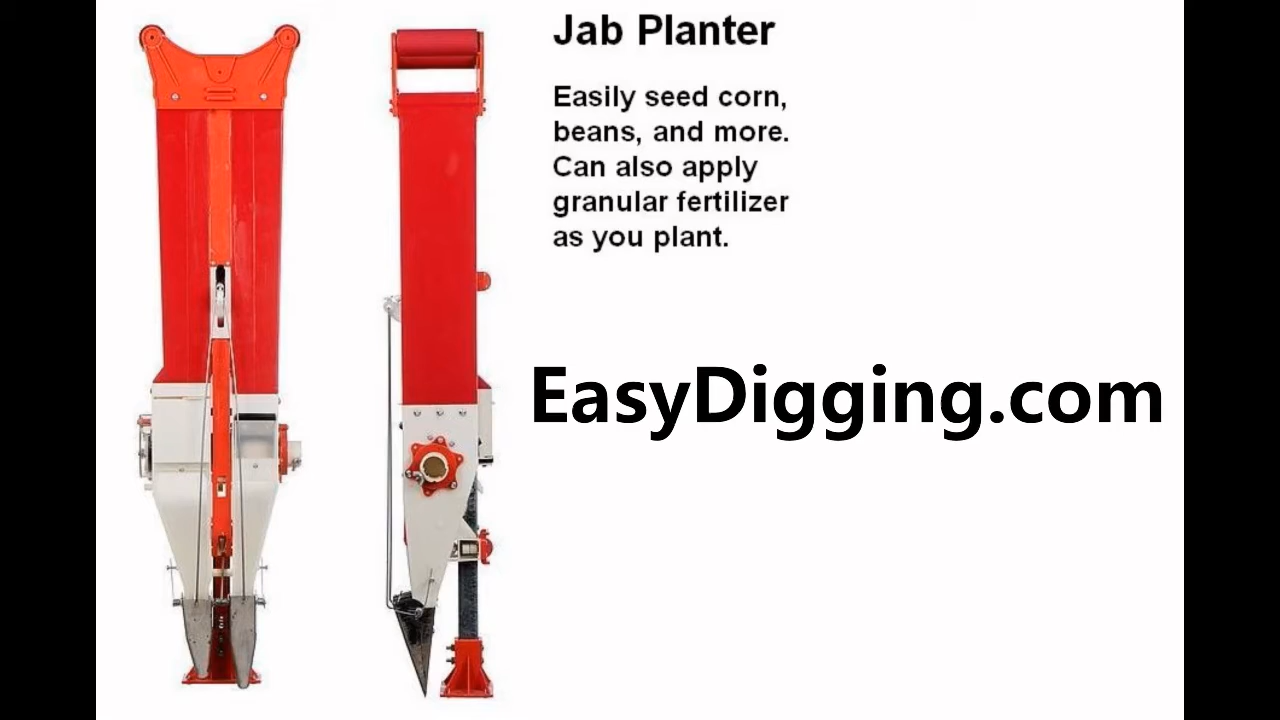 Jab Planter
Easily seed corn,
beans, and more.
Can also apply
granular fertilizer
as you plant.
EasyDigging.com